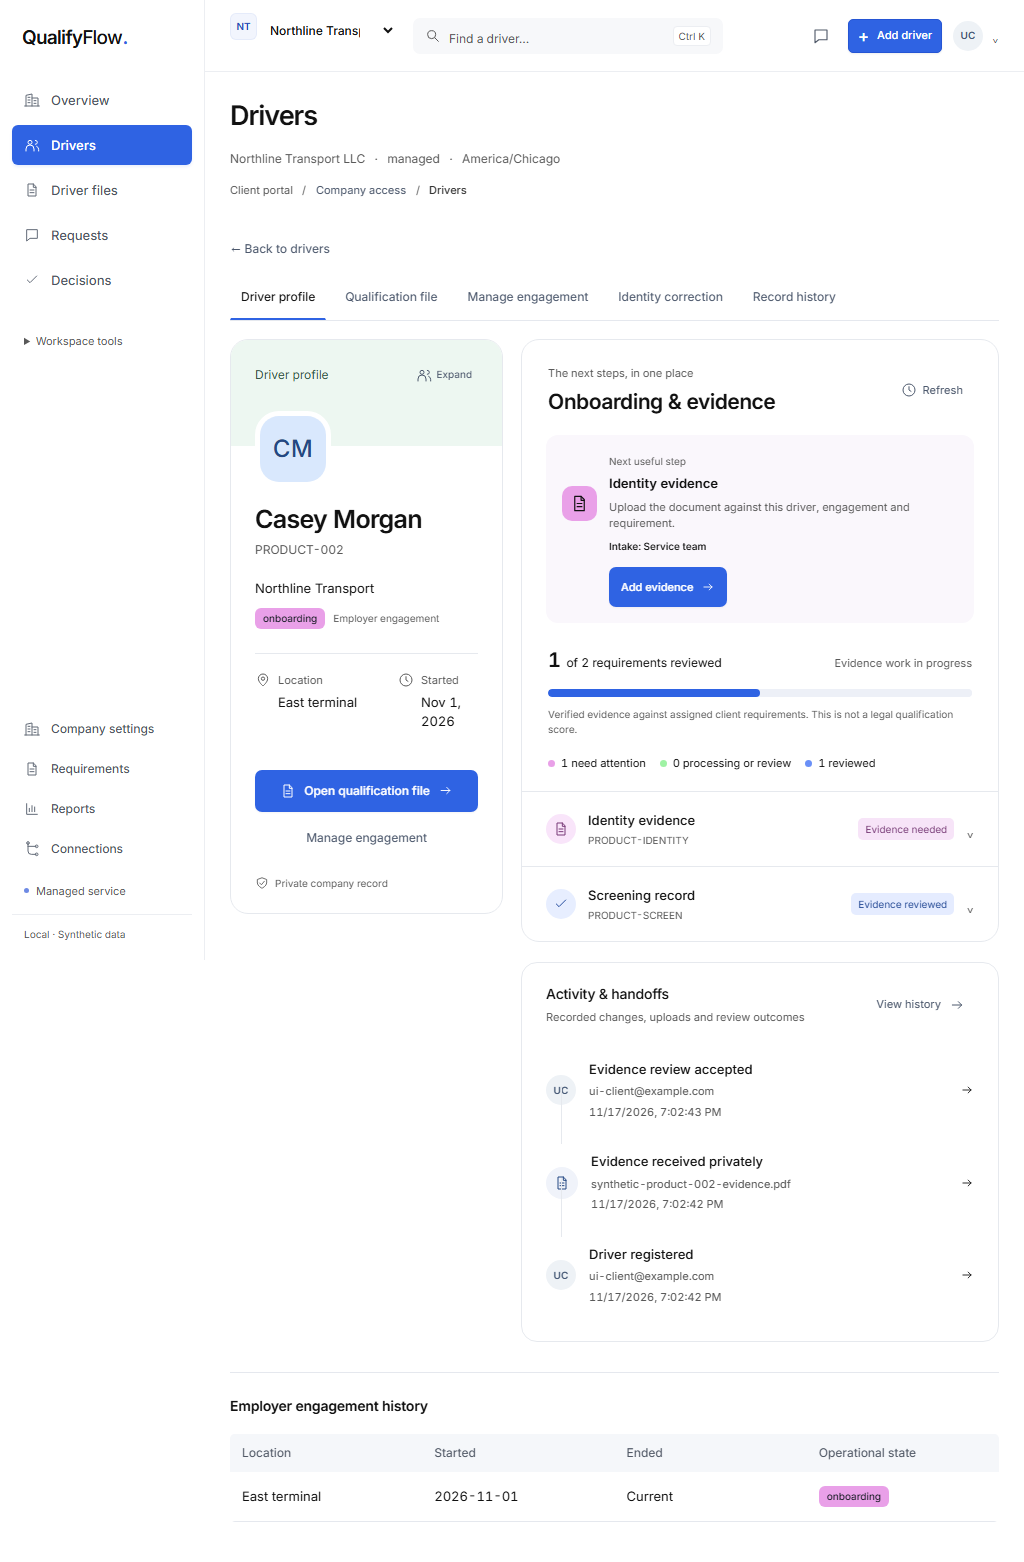 QualifyFlow.
Overview
Drivers
Driver files
Requests
Decisions
Workspace tools
Company settings
Requirements
Reports
Connections
Managed service
Local · Synthetic data
NT
Northline Transp
Find a driver...
Ctrl K
+ Add driver
UC
Drivers
Northline Transport LLC · managed · America/Chicago
Client portal / Company access / Drivers
← Back to drivers
Driver profile
Qualification file
Manage engagement
Identity correction
Record history
Driver profile
Expand
CM
Casey Morgan
PRODUCT-002
Northline Transport
onboarding
Employer engagement
Location
East terminal
Started
Nov 1,
2026
Open qualification file →
Manage engagement
Private company record
The next steps, in one place
Onboarding & evidence
Refresh
Next useful step
Identity evidence
Upload the document against this driver, engagement and
requirement.
Intake: Service team
Add evidence →
1 of 2 requirements reviewed
Evidence work in progress
Verified evidence against assigned client requirements. This is not a legal qualification
score.
1 need attention
0 processing or review
1 reviewed
Identity evidence
PRODUCT-IDENTITY
Evidence needed
Screening record
PRODUCT-SCREEN
Evidence reviewed
Activity & handoffs
Recorded changes, uploads and review outcomes
View history →
UC
Evidence review accepted
ui-client@example.com
11/17/2026, 7:02:43 PM
→
Evidence received privately
synthetic-product-002-evidence.pdf
11/17/2026, 7:02:42 PM
→
UC
Driver registered
ui-client@example.com
11/17/2026, 7:02:42 PM
→
Employer engagement history
Location Started Ended Operational state
East terminal 2026-11-01 Current onboarding